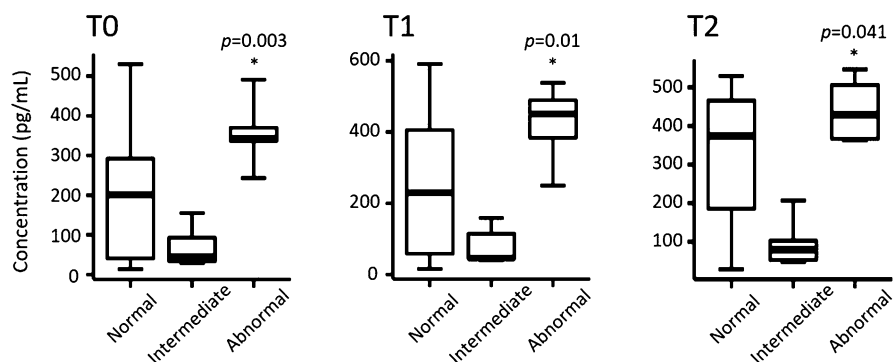 T0
p=0.003
*
Concentration (pg/mL)
500
400
300
200
100
0
Normal
Intermediate
Abnormal
T1
p=0.01
*
600
400
200
0
Normal
Intermediate
Abnormal
T2
p=0.041
*
500
400
300
200
100
Normal
Intermediate
Abnormal